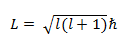 L = √(l(l + 1))ħ